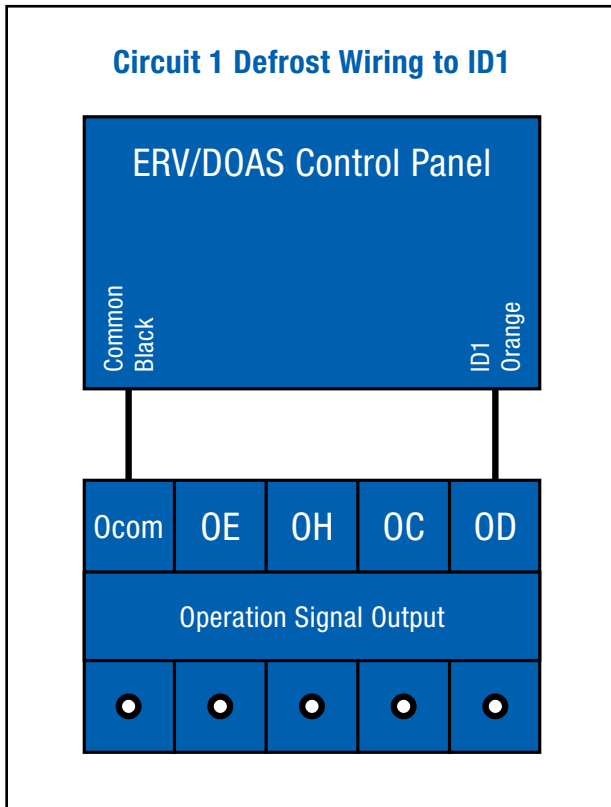 Circuit 1 Defrost Wiring to ID1
ERV/DOAS Control Panel
Common
Black
ID1
Orange
Ocom OE OH OC OD
Operation Signal Output